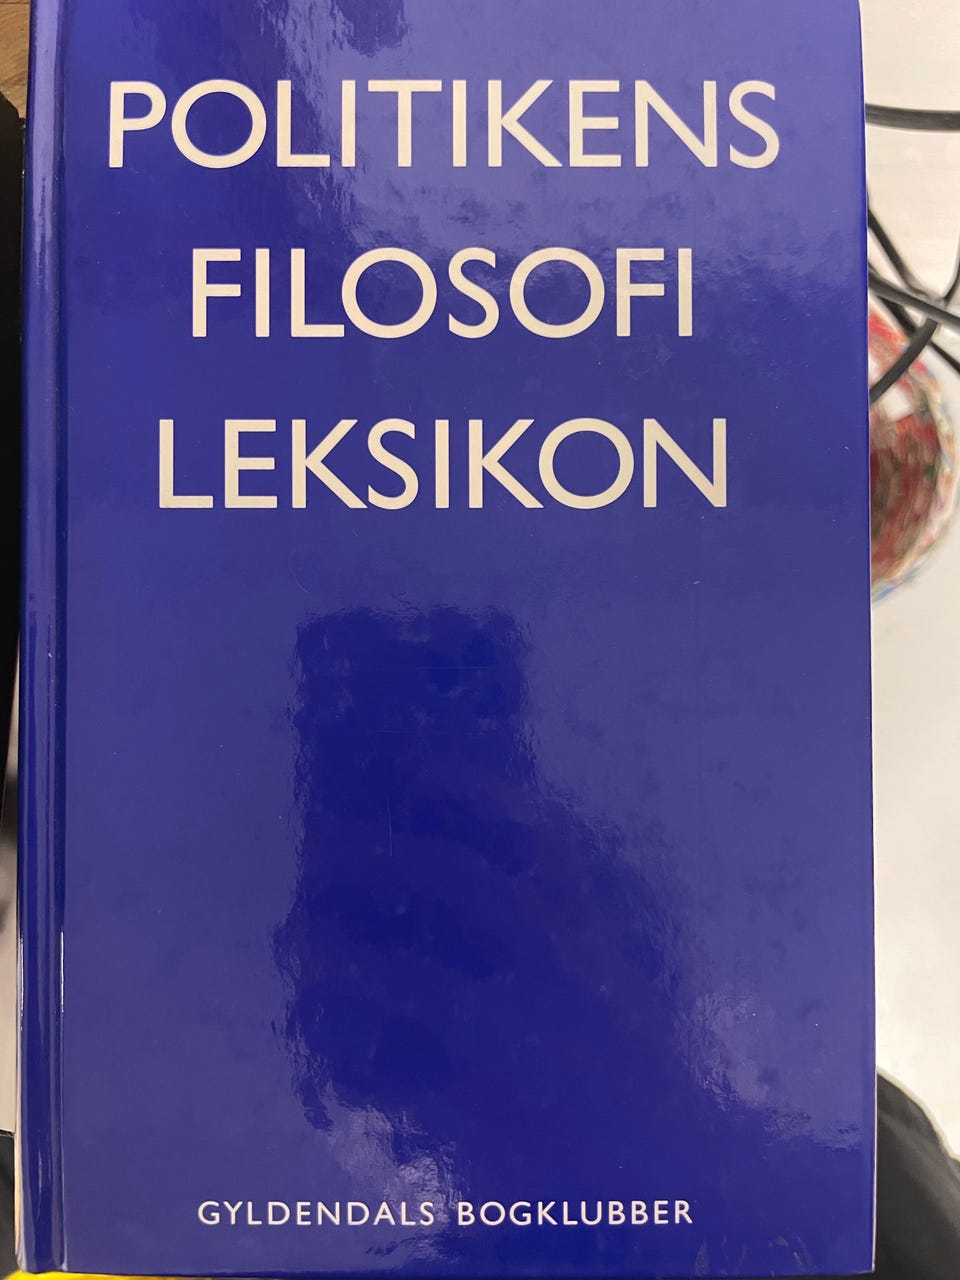 POLITIKENS
FILOSOFI
LEKSIKON
GYLDENDALS BOGKLUBBER